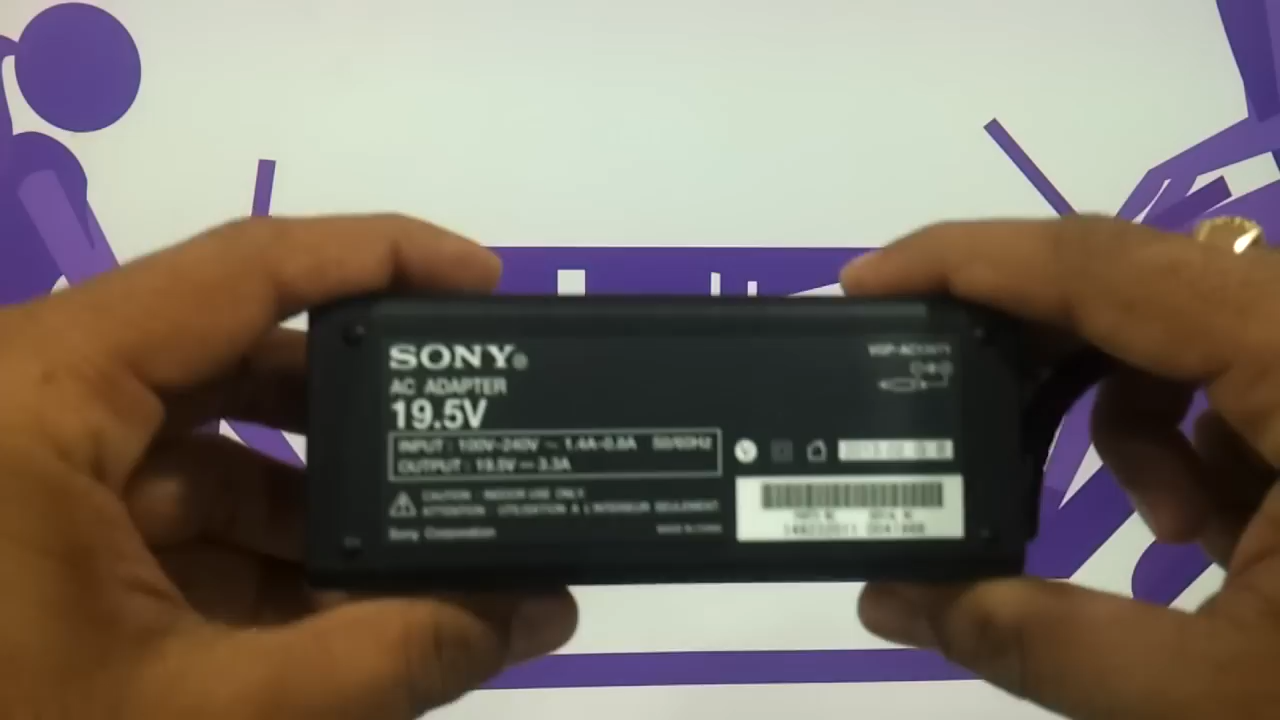 SONY®
AC ADAPTER
19.5V
INPUT : 100V-240V ~ 1.4A-0.8A 50/60Hz
OUTPUT : 19.5V ⎓ 3.3A
CAUTION : INDOOR USE ONLY
ATTENTION : UTILISATION A L'INTERIEUR SEULEMENT
Sony Corporation
MADE IN CHINA